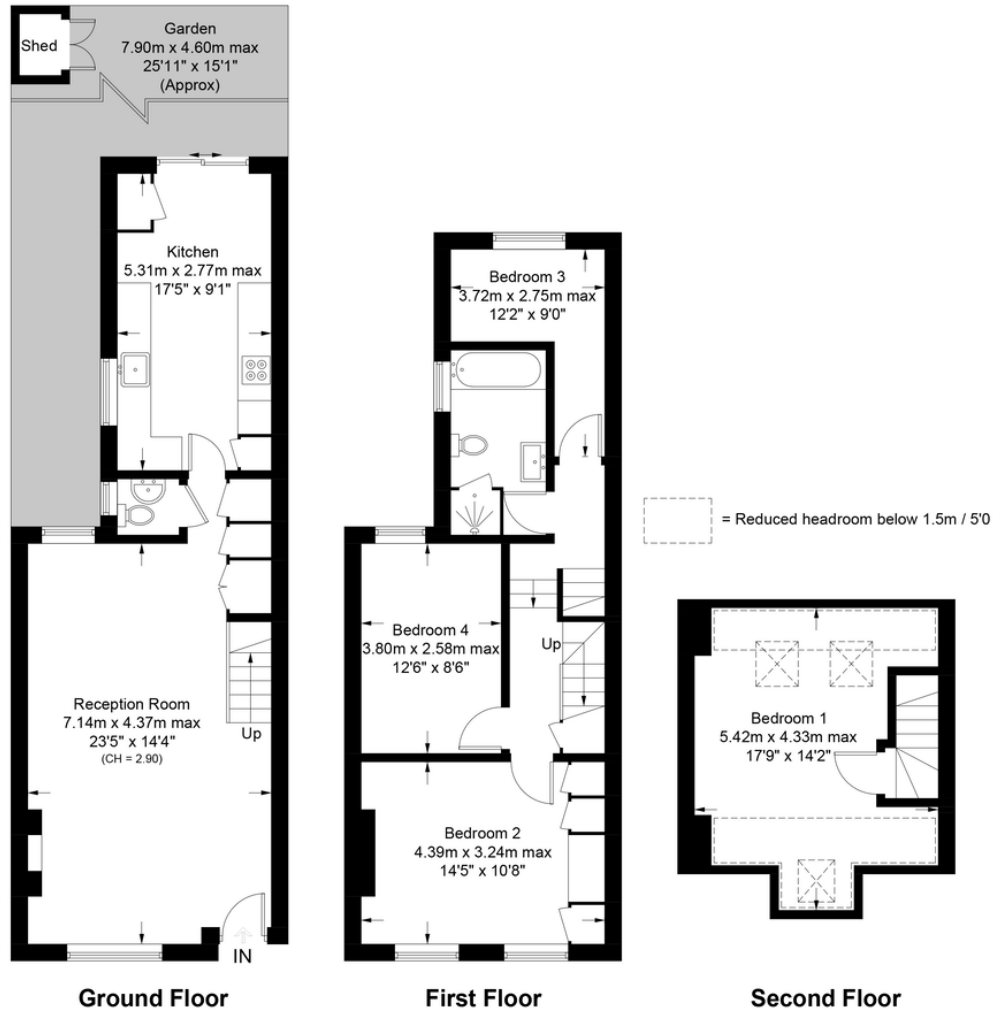 Shed
Garden
7.90m x 4.60m max
25'11" x 15'1"
(Approx)
Kitchen
5.31m x 2.77m max
17'5" x 9'1"
Reception Room
7.14m x 4.37m max
23'5" x 14'4"
(CH = 2.90)
Up
IN
Ground Floor
Bedroom 3
3.72m x 2.75m max
12'2" x 9'0"
Bedroom 4
3.80m x 2.58m max
12'6" x 8'6"
Up
Bedroom 2
4.39m x 3.24m max
14'5" x 10'8"
First Floor
= Reduced headroom below 1.5m / 5'0
Bedroom 1
5.42m x 4.33m max
17'9" x 14'2"
Second Floor